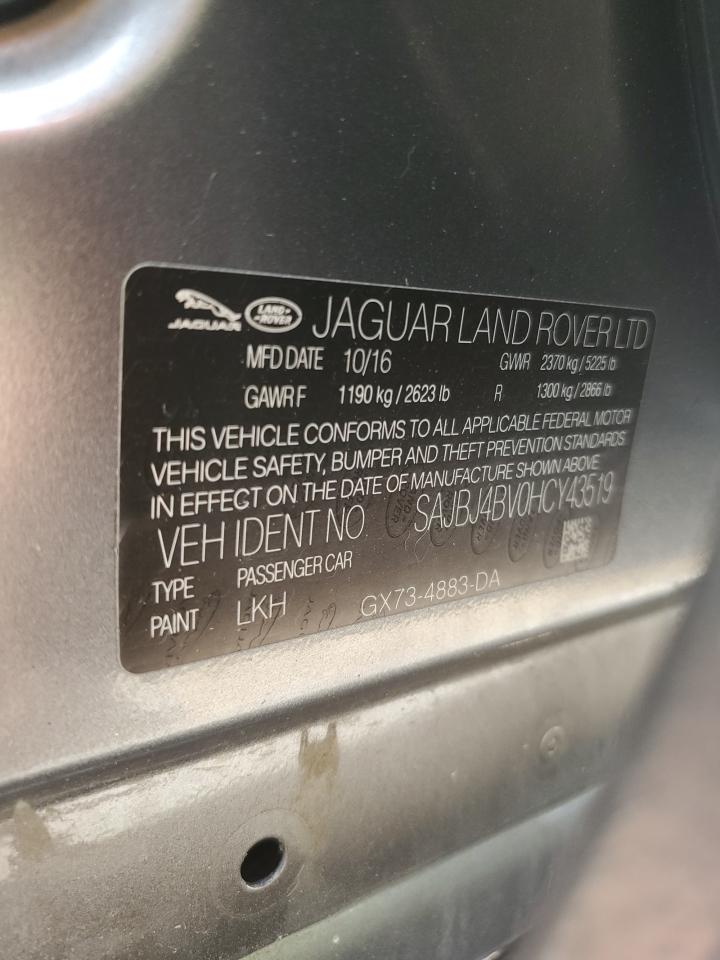 JAGUAR LAND ROVER JAGUAR LAND ROVER LTD
MFD DATE 10/16 GVWR 2370 kg / 5225 lb
GAWR F 1190 kg / 2623 lb R 1300 kg / 2866 lb
THIS VEHICLE CONFORMS TO ALL APPLICABLE FEDERAL MOTOR
VEHICLE SAFETY, BUMPER AND THEFT PREVENTION STANDARDS
IN EFFECT ON THE DATE OF MANUFACTURE SHOWN ABOVE
VEH IDENT NO SAJBJ4BV0HCY43519
TYPE PASSENGER CAR
PAINT LKH GX73-4883-DA